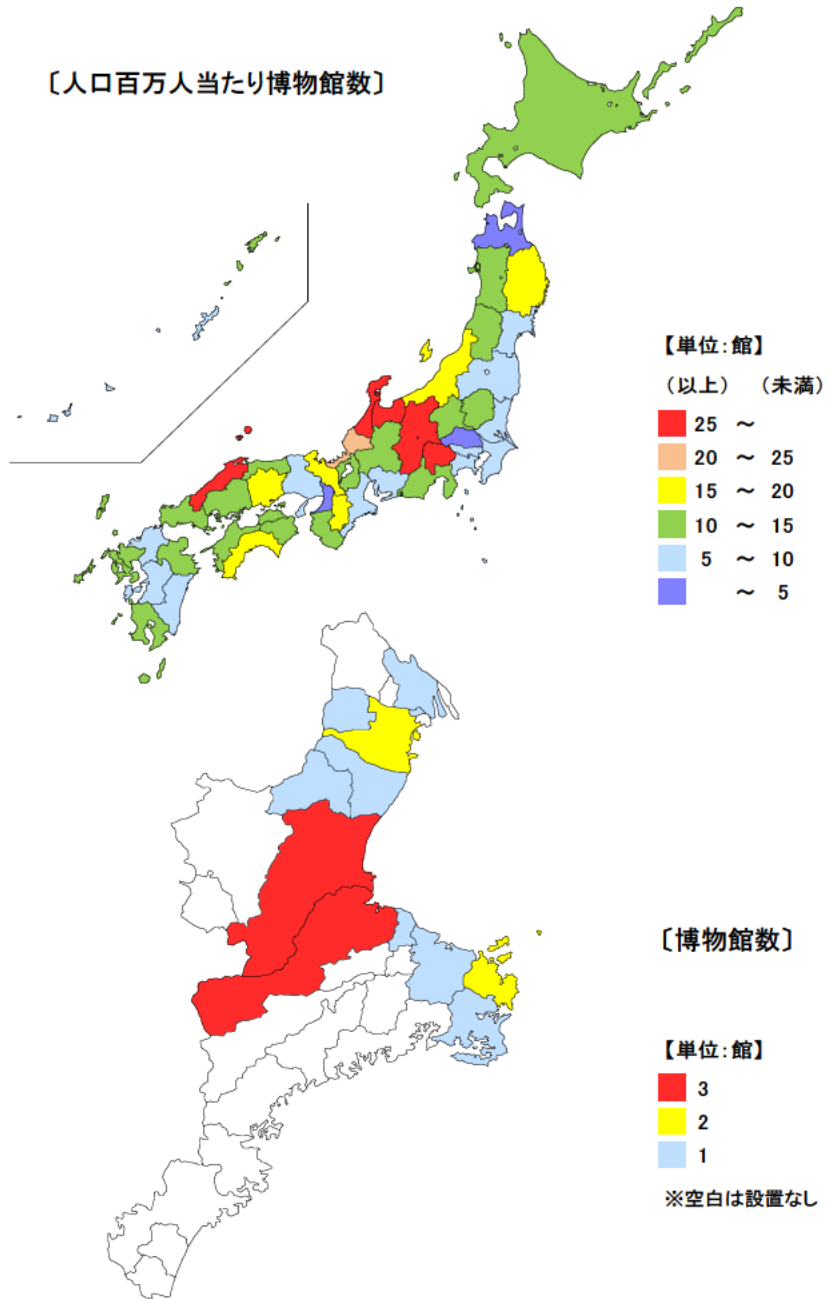 〔人口百万人当たり博物館数〕
【単位：館】
（以上） （未満）
25 ～
20 ～ 25
15 ～ 20
10 ～ 15
5 ～ 10
～ 5
〔博物館数〕
【単位：館】
3
2
1
※空白は設置なし